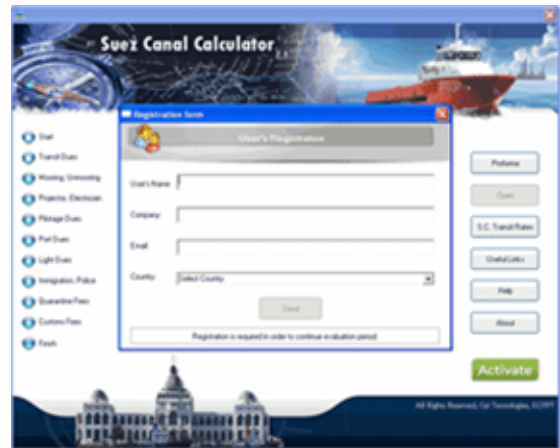 Suez Canal Calculator 2.1
Registration form
User's Registration
Start
Transit Dues
Mooring, Unmooring
Projector, Electrician
Pilotage Dues
Port Dues
Light Dues
Immigration, Police
Quarantine Fees
Customs Fees
Finish
User's Name:
Company:
Email:
Country:
Select Country
Send
Registration is required in order to continue evaluation period.
Proforma
Open
S.C. Transit Rates
Useful Links
Help
About
Activate
All Rights Reserved, Cal Tecnologies, EGYPT